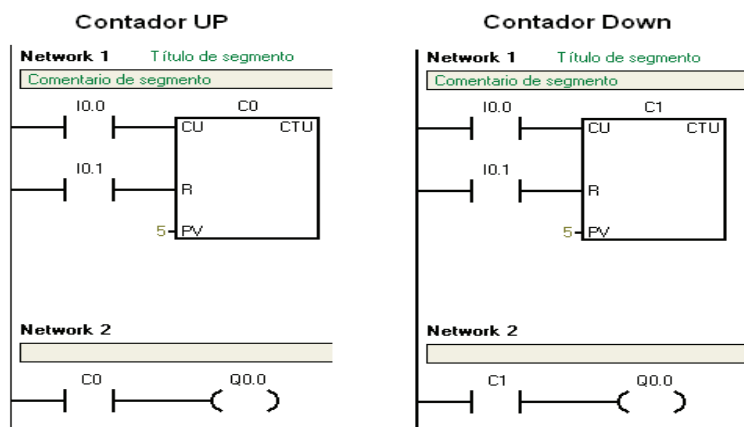 Contador UP
Network 1 Título de segmento
Comentario de segmento
I0.0 C0
CU CTU
I0.1
R
5 PV
Network 2
C0 Q0.0
Contador Down
Network 1 Título de segmento
Comentario de segmento
I0.0 C1
CU CTU
I0.1
R
5 PV
Network 2
C1 Q0.0